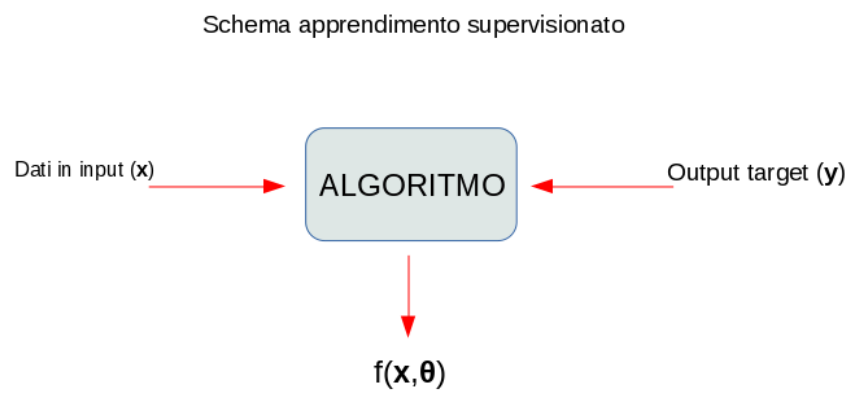 Schema apprendimento supervisionato
Dati in input (x)
ALGORITMO
Output target (y)
f(x,θ)